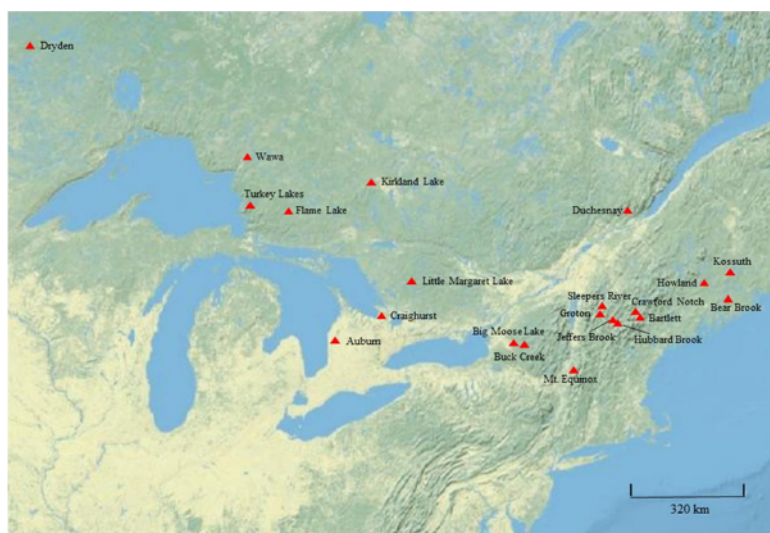 Dryden
Wawa
Kirkland Lake
Turkey Lakes
Flame Lake
Duchesnay
Kossuth
Little Margaret Lake
Howland
Sleepers River
Crawford Notch
Bear Brook
Craighurst
Groton
Bartlett
Big Moose Lake
Jeffers Brook
Hubbard Brook
Auburn
Buck Creek
Mt. Equinox
320 km